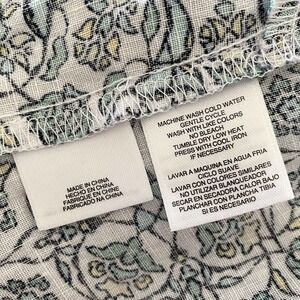 MADE IN CHINA
HECHO EN CHINA
FABRIQUE EN CHINE
FABRICADO NA CHINA
MACHINE WASH COLD WATER
GENTLE CYCLE
WASH WITH LIKE COLORS
NO BLEACH
TUMBLE DRY LOW HEAT
PRESS WITH COOL IRON
IF NECESSARY
LAVAR A MAQUINA EN AGUA FRIA
CICLO SUAVE
LAVAR CON COLORES SIMILARES
NO UTILIZAR BLANQUEADOR
SECAR EN SECADORA CALOR BAJO
PLANCHAR CON PLANCHA TIBIA
SI ES NECESARIO